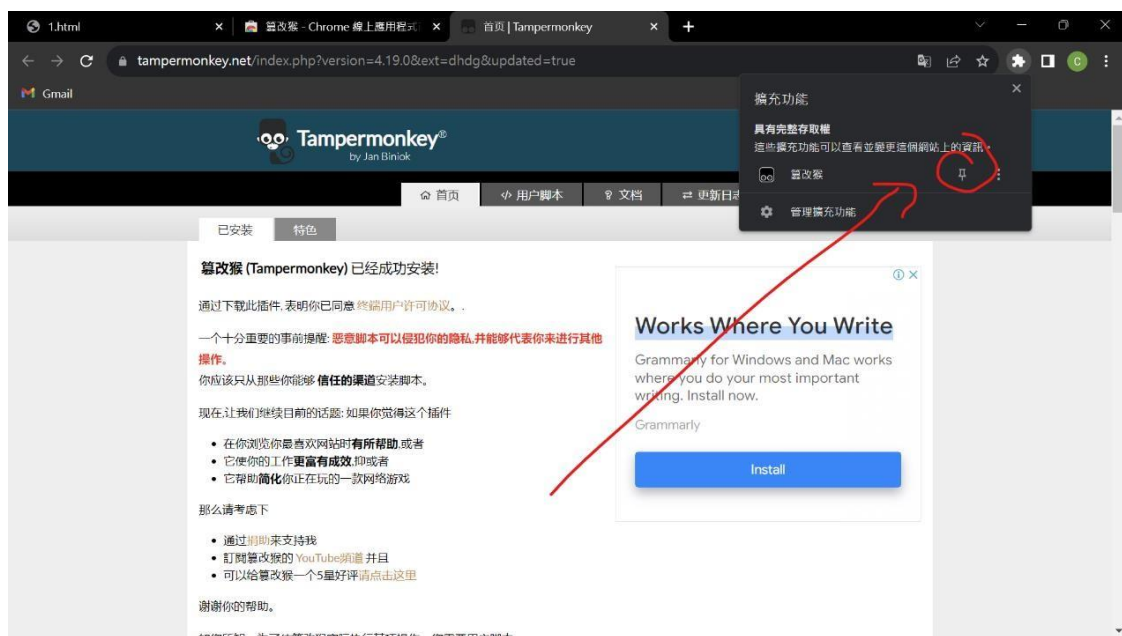 1.html
篡改猴 - Chrome 線上應用程式
首页 | Tampermonkey
tampermonkey.net/index.php?version=4.19.0&ext=dhdg&updated=true
C
Gmail
擴充功能
具有完整存取權
這些擴充功能可以查看並變更這個網站上的資訊。
篡改猴
管理擴充功能
Tampermonkey®
by Jan Biniok
首页
用户脚本
文档
更新日志
已安装
特色
篡改猴 (Tampermonkey) 已经成功安装!
通过下载此插件, 表明你已同意 终端用户许可协议。.
一个十分重要的事前提醒: 恶意脚本可以侵犯你的隐私,并能够代表你来进行其他
操作。
你应该只从那些你能够 信任的渠道安装脚本。
现在,让我们继续目前的话题: 如果你觉得这个插件
• 在你浏览你最喜欢网站时有所帮助,或者
• 它使你的工作更富有成效,抑或者
• 它帮助简化你正在玩的一款网络游戏
那么请考虑下
• 通过捐助来支持我
• 訂閱篡改猴的 YouTube頻道 并且
• 可以给篡改猴一个5星好评请点击这里
谢谢你的帮助。
Works Where You Write
Grammarly for Windows and Mac works
where you do your most important
writing. Install now.
Grammarly
Install